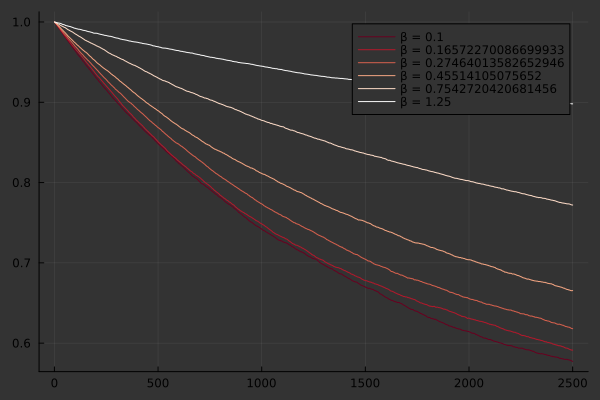 1.0
0.9
0.8
0.7
0.6
β = 0.1
β = 0.16572270086699933
β = 0.27464013582652946
β = 0.45514105075652
β = 0.7542720420681456
β = 1.25
0 500 1000 1500 2000 2500